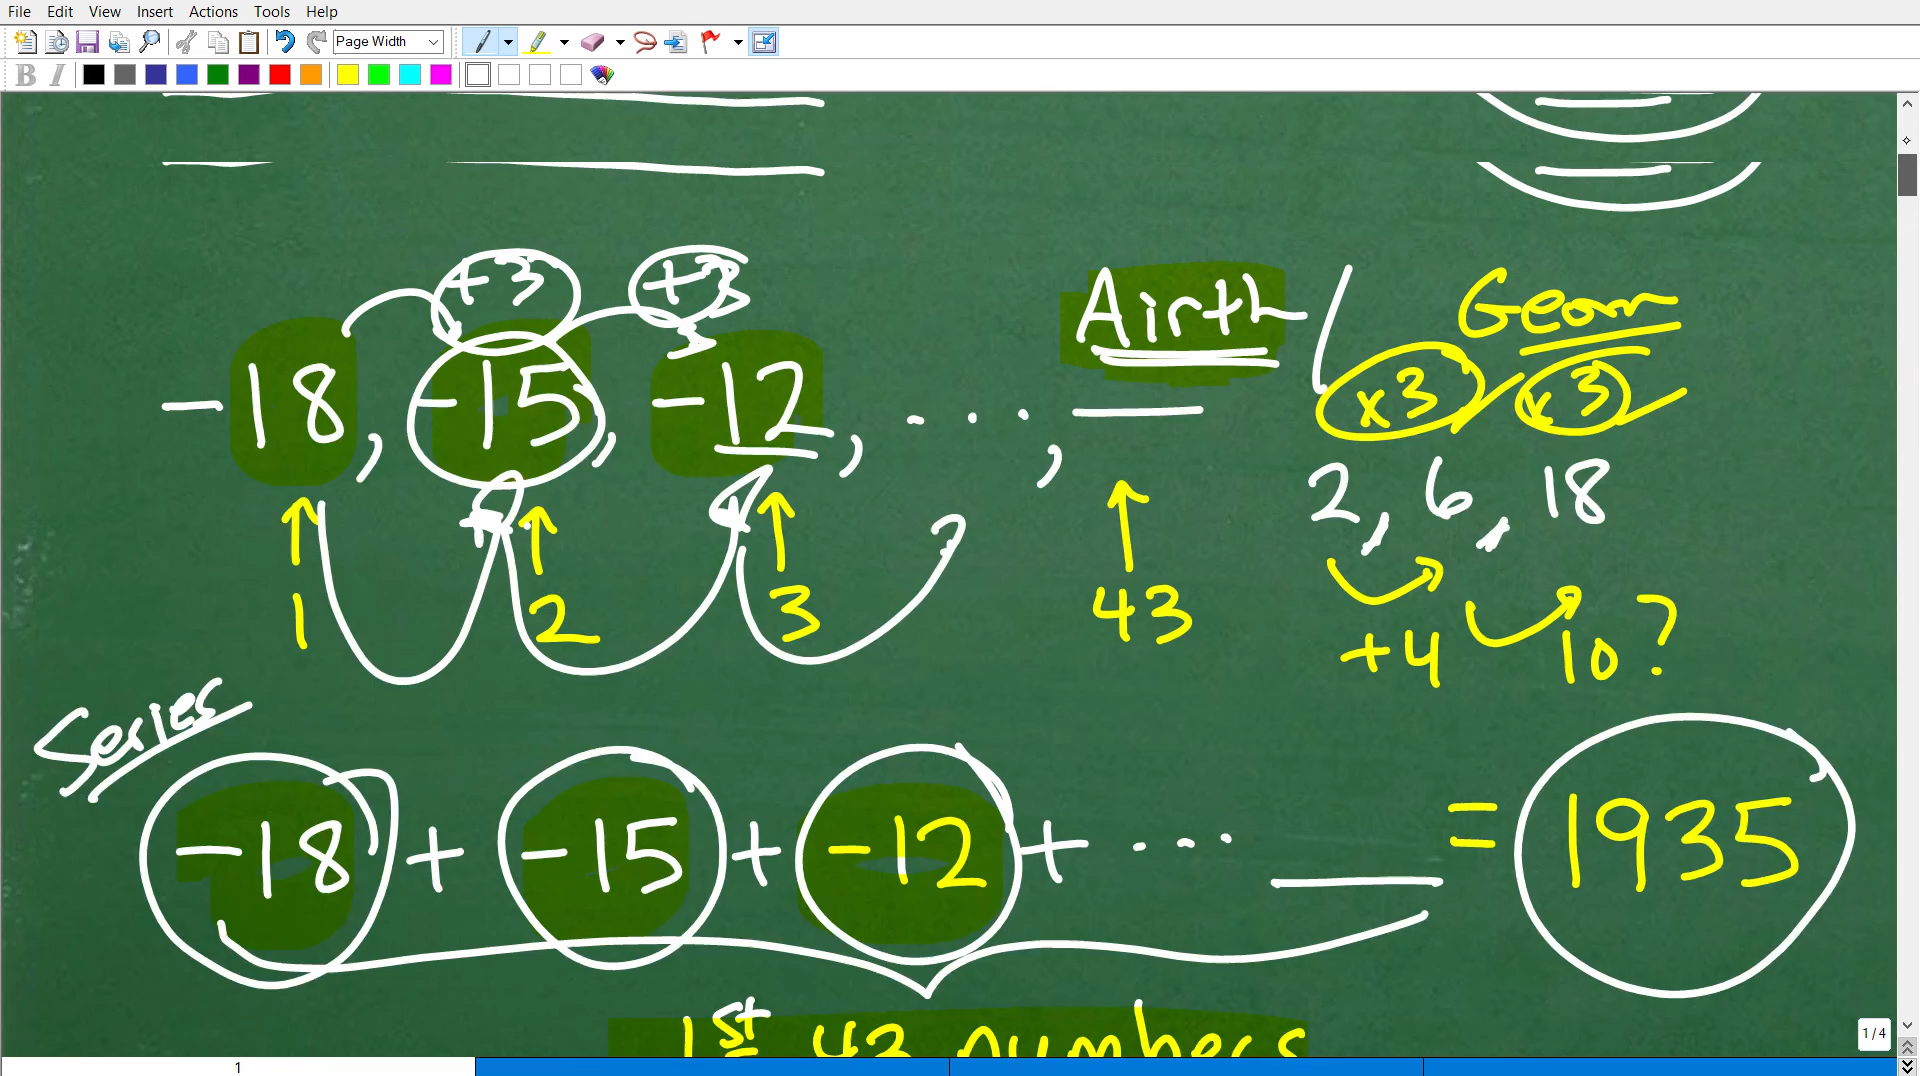 File Edit View Insert Actions Tools Help
Page Width
B I
+3 +3
Airth Geom
-18, -15, -12, ..., ___
x3 x3
2, 6, 18
1 2 3 43
+4 10?
Series
-18 + -15 + -12 + ... ___ = 1935
1st 43 numbers
1/4
1